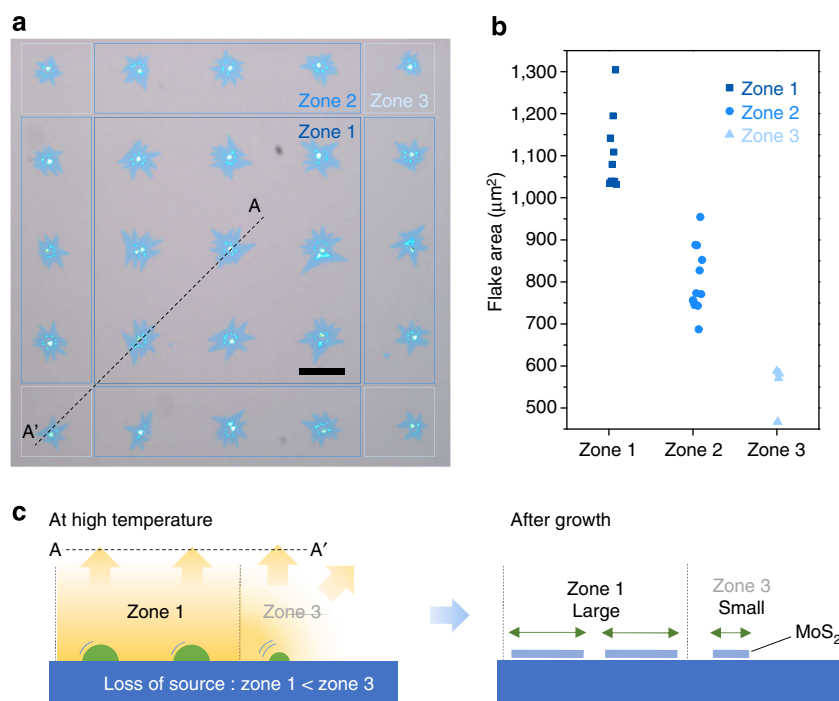 a
Zone 2
Zone 3
Zone 1
A
A'
b
1,300
1,200
1,100
1,000
900
800
700
600
500
Flake area (μm²)
Zone 1
Zone 2
Zone 3
Zone 1
Zone 2
Zone 3
c
At high temperature
A
A′
Zone 1
Zone 3
Loss of source : zone 1 < zone 3
After growth
Zone 1
Large
Zone 3
Small
MoS₂